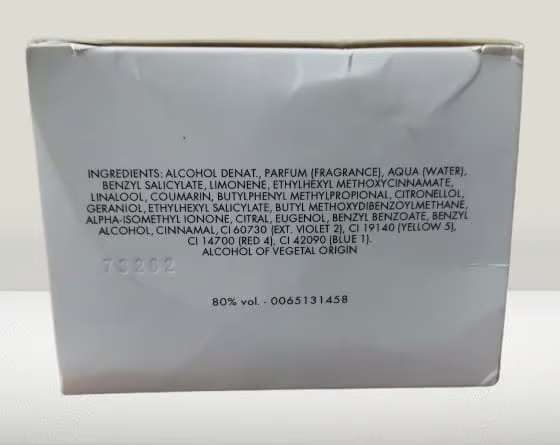 INGREDIENTS: ALCOHOL DENAT., PARFUM (FRAGRANCE), AQUA (WATER),
BENZYL SALICYLATE, LIMONENE, ETHYLHEXYL METHOXYCINNAMATE,
LINALOOL, COUMARIN, BUTYLPHENYL METHYLPROPIONAL, CITRONELLOL,
GERANIOL, ETHYLHEXYL SALICYLATE, BUTYL METHOXYDIBENZOYLMETHANE,
ALPHA-ISOMETHYL IONONE, CITRAL, EUGENOL, BENZYL BENZOATE, BENZYL
ALCOHOL, CINNAMAL, CI 60730 (EXT. VIOLET 2), CI 19140 (YELLOW 5),
CI 14700 (RED 4), CI 42090 (BLUE 1).
ALCOHOL OF VEGETAL ORIGIN
73202
80% vol. - 0065131458